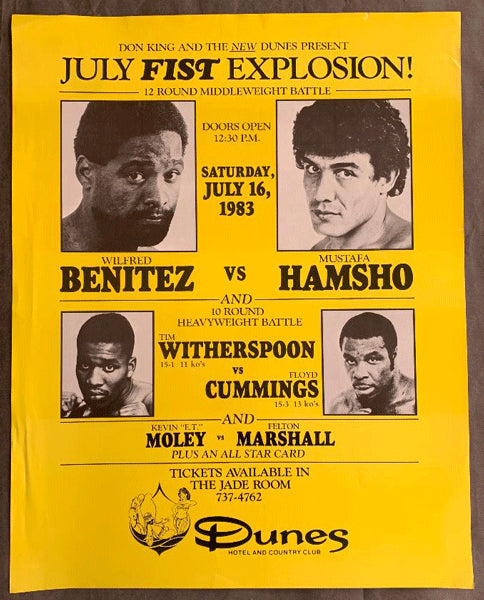 DON KING AND THE NEW DUNES PRESENT
JULY FIST EXPLOSION!
12 ROUND MIDDLEWEIGHT BATTLE
DOORS OPEN
12:30 P.M.
SATURDAY,
JULY 16,
1983
WILFRED
BENITEZ
VS
MUSTAFA
HAMSHO
AND
10 ROUND
HEAVYWEIGHT BATTLE
TIM
WITHERSPOON
15-1 11 ko's
vs
FLOYD
CUMMINGS
15-3 13 ko's
AND
KEVIN "E.T."
MOLEY
vs
FELTON
MARSHALL
PLUS AN ALL STAR CARD
TICKETS AVAILABLE IN
THE JADE ROOM
737-4762
Dunes
HOTEL AND COUNTRY CLUB